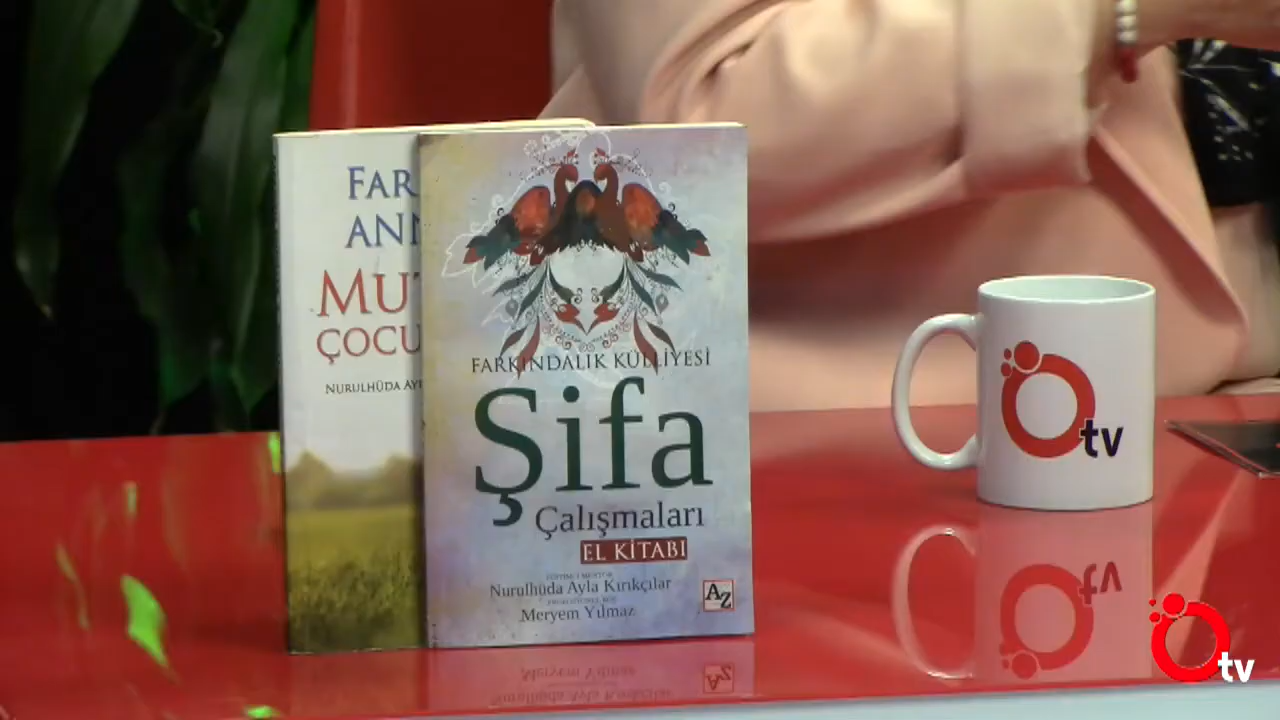 FAR
ANN
MUT
ÇOCU
NURULHÜDA AY
FARKINDALIK KÜLLİYESİ
Şifa
Çalışmaları
EL KİTABI
Nurulhüda Ayla Kırıkçılar
Meryem Yılmaz
AZ
tv
tv